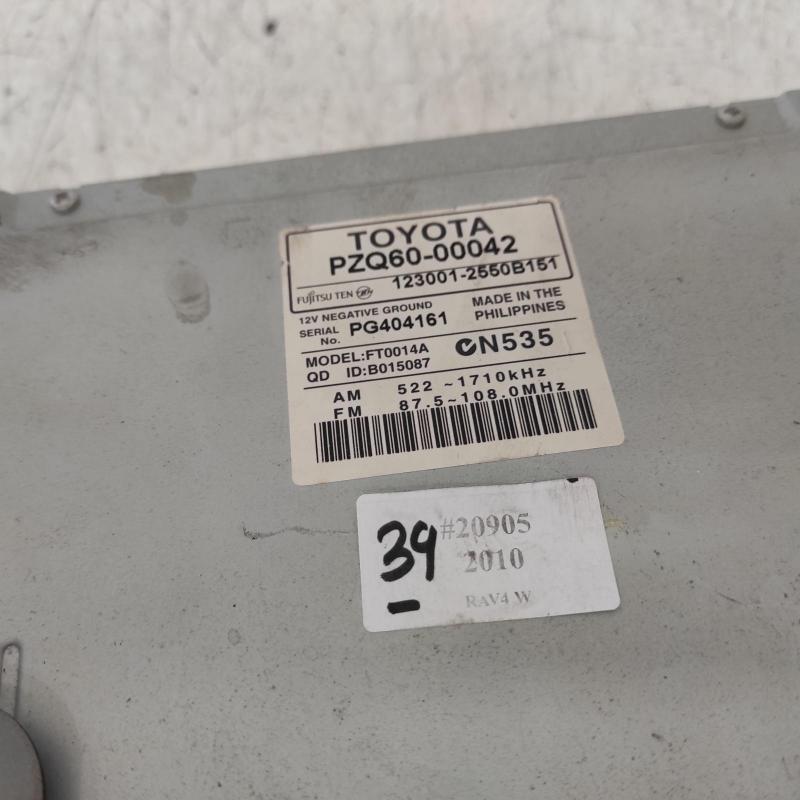 TOYOTA
PZQ60-00042
FUJITSU TEN 123001-2550B151
12V NEGATIVE GROUND MADE IN THE
SERIAL No. PG404161 PHILIPPINES
MODEL:FT0014A N535
QD ID:B015087
AM 522 ~1710kHz
FM 87.5~108.0MHz
39 #20905
2010
RAV4 W